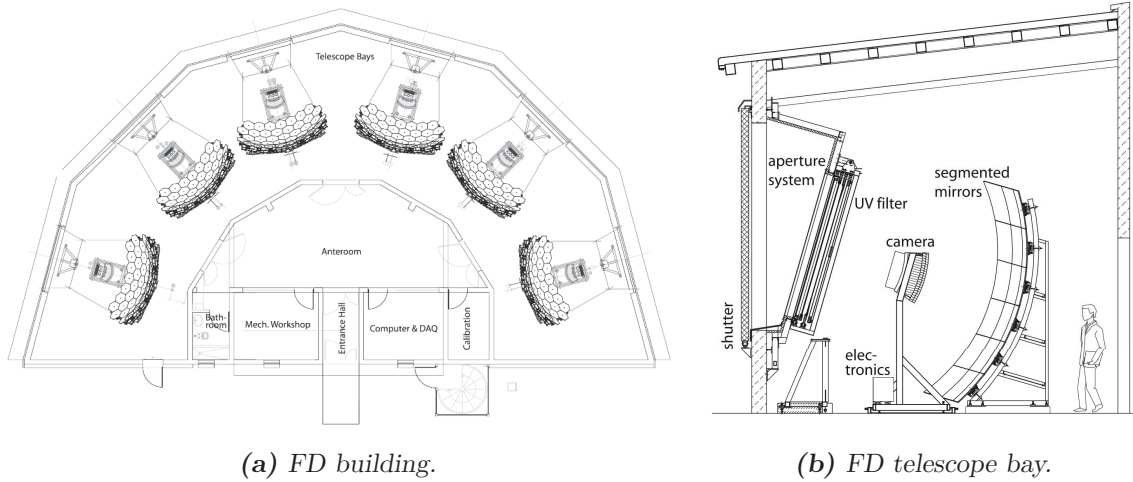 Telescope Bays
Anteroom
Bath-
room
Mech. Workshop
Entrance Hall
Computer & DAQ
Calibration
(a) FD building.
aperture
system
UV filter
segmented
mirrors
camera
shutter
elec-
tronics
(b) FD telescope bay.